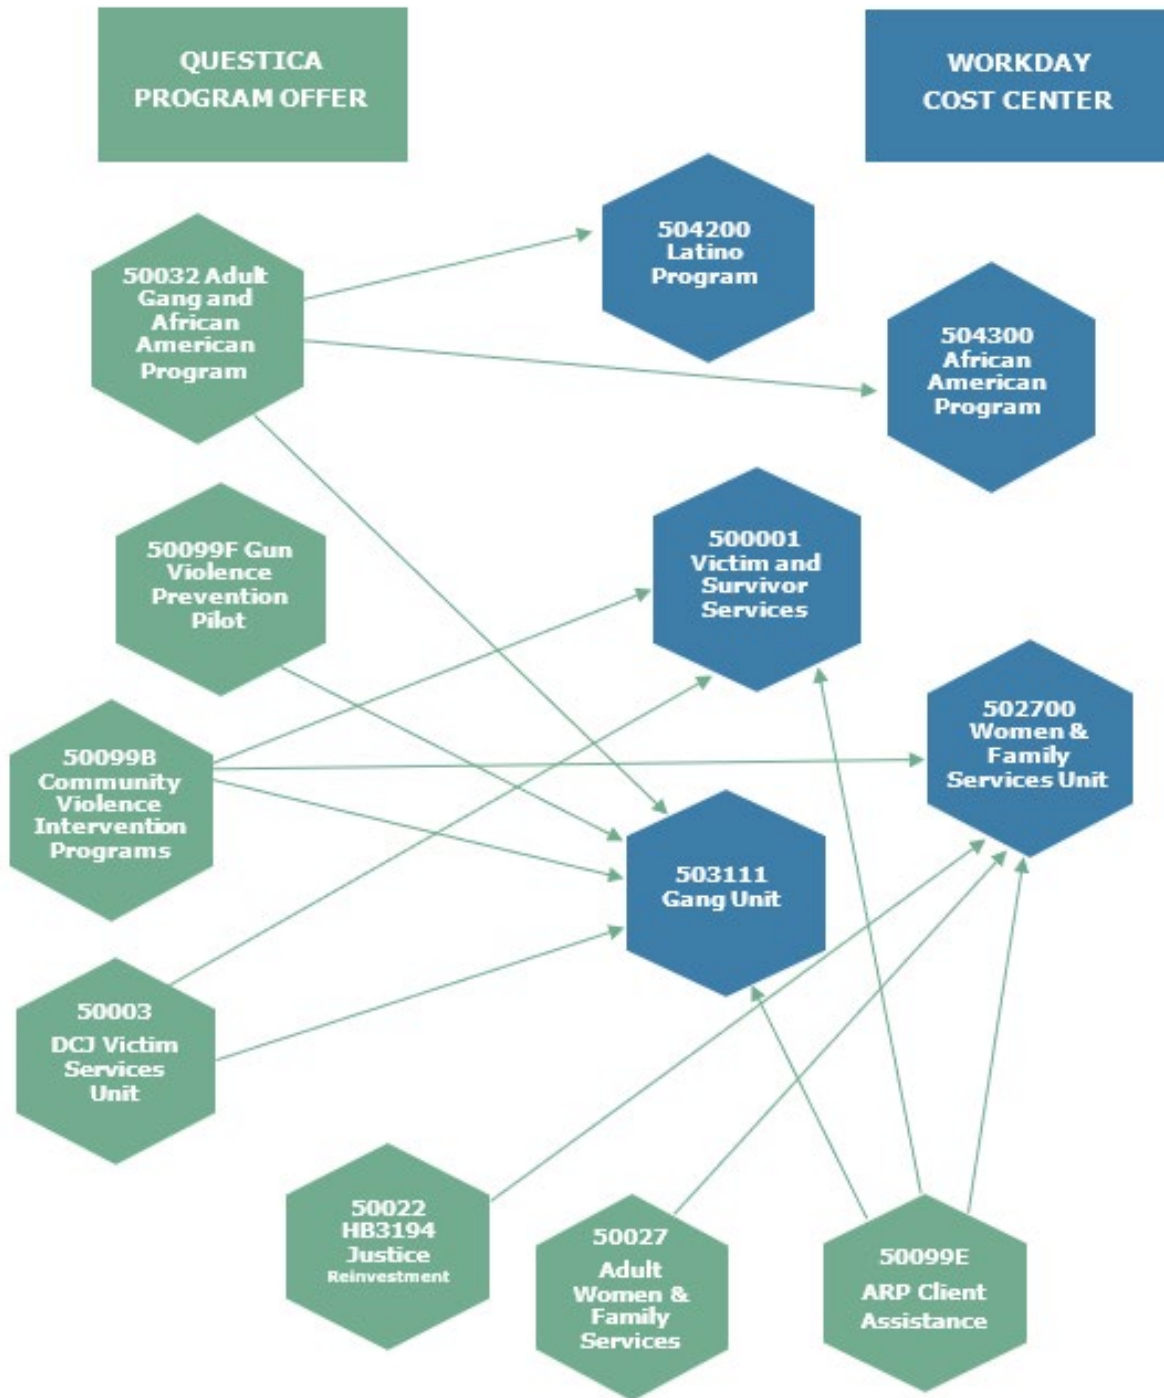 QUESTICA
PROGRAM OFFER
WORKDAY
COST CENTER
504200
Latino
Program
50032 Adult
Gang and
African
American
Program
504300
African
American
Program
500001
Victim and
Survivor
Services
50099F Gun
Violence
Prevention
Pilot
502700
Women &
Family
Services Unit
50099B
Community
Violence
Intervention
Programs
503111
Gang Unit
50003
DCJ Victim
Services
Unit
50022
HB3194
Justice
Reinvestment
50027
Adult
Women &
Family
Services
50099E
ARP Client
Assistance